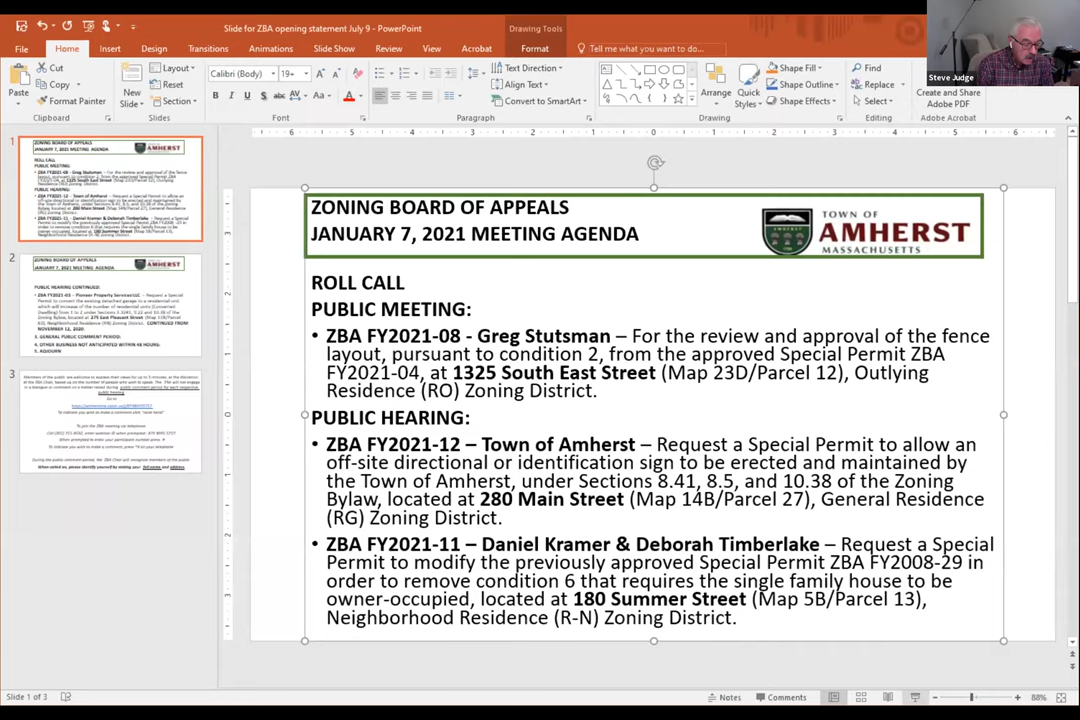 Slide for ZBA opening statement July 9 - PowerPoint
Drawing Tools
File Home Insert Design Transitions Animations Slide Show Review View Acrobat Format Tell me what you want to do...
Steve Judge
Paste
Cut
Copy
Format Painter
Clipboard
New Slide
Layout
Reset
Section
Slides
Calibri (Body) 19+
Font
Text Direction
Align Text
Convert to SmartArt
Paragraph
Arrange
Quick Styles
Shape Fill
Shape Outline
Shape Effects
Drawing
Find
Replace
Select
Editing
Create and Share Adobe PDF
Adobe Acrobat
1
2
3
ZONING BOARD OF APPEALS
JANUARY 7, 2021 MEETING AGENDA
TOWN OF
AMHERST
MASSACHUSETTS
ROLL CALL
PUBLIC MEETING:
• ZBA FY2021-08 - Greg Stutsman – For the review and approval of the fence
layout, pursuant to condition 2, from the approved Special Permit ZBA
FY2021-04, at 1325 South East Street (Map 23D/Parcel 12), Outlying
Residence (RO) Zoning District.
PUBLIC HEARING:
• ZBA FY2021-12 – Town of Amherst – Request a Special Permit to allow an
off-site directional or identification sign to be erected and maintained by
the Town of Amherst, under Sections 8.41, 8.5, and 10.38 of the Zoning
Bylaw, located at 280 Main Street (Map 14B/Parcel 27), General Residence
(RG) Zoning District.
• ZBA FY2021-11 – Daniel Kramer & Deborah Timberlake – Request a Special
Permit to modify the previously approved Special Permit ZBA FY2008-29 in
order to remove condition 6 that requires the single family house to be
owner-occupied, located at 180 Summer Street (Map 5B/Parcel 13),
Neighborhood Residence (R-N) Zoning District.
Slide 1 of 3
Notes
Comments
88%